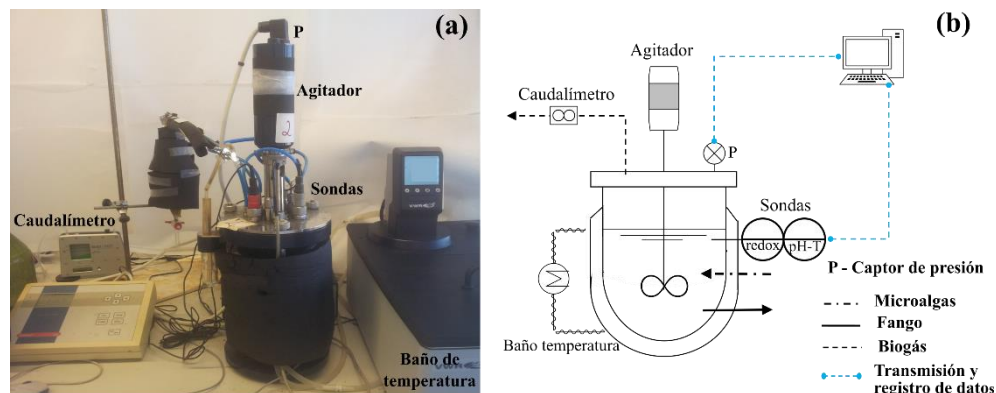 (a)
P
Agitador
2
Sondas
Caudalímetro
Baño de
temperatura
(b)
Agitador
Caudalímetro
P
Sondas
redox
pH-T
M
Baño temperatura
P - Captor de presión
Microalgas
Fango
Biogás
Transmisión y
registro de datos